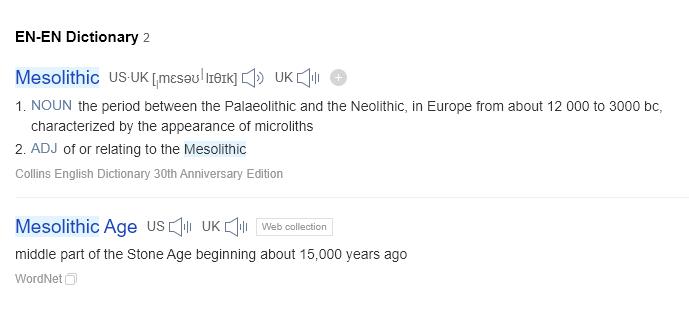 EN-EN Dictionary 2
Mesolithic US·UK [ˌmɛsəʊˈlɪθɪk] UK
1. NOUN the period between the Palaeolithic and the Neolithic, in Europe from about 12 000 to 3000 bc,
characterized by the appearance of microliths
2. ADJ of or relating to the Mesolithic
Collins English Dictionary 30th Anniversary Edition
Mesolithic Age US UK Web collection
middle part of the Stone Age beginning about 15,000 years ago
WordNet